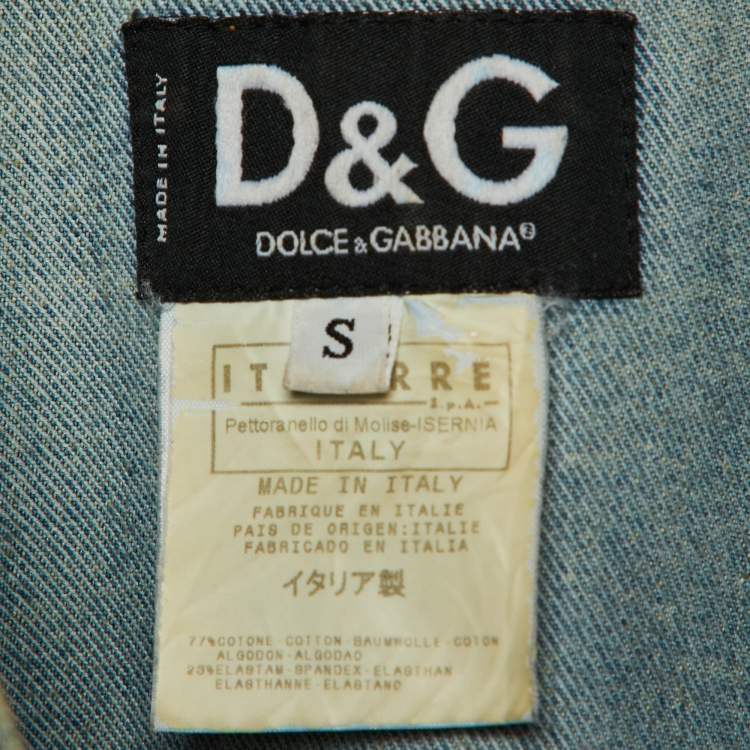 MADE IN ITALY
D&G
DOLCE & GABBANA
S
IT RRE
S.p.A.
Pettoranello di Molise-ISERNIA
ITALY
MADE IN ITALY
FABRIQUE EN ITALIE
PAIS DE ORIGEN:ITALIE
FABRICADO EN ITALIA
イタリア製
77%COTONE COTTON-BAUMWOLLE-COTON
ALGODON-ALGODAO
23%ELASTAM-SPANDEX-ELASTHAN
ELASTHANNE-ELASTANO